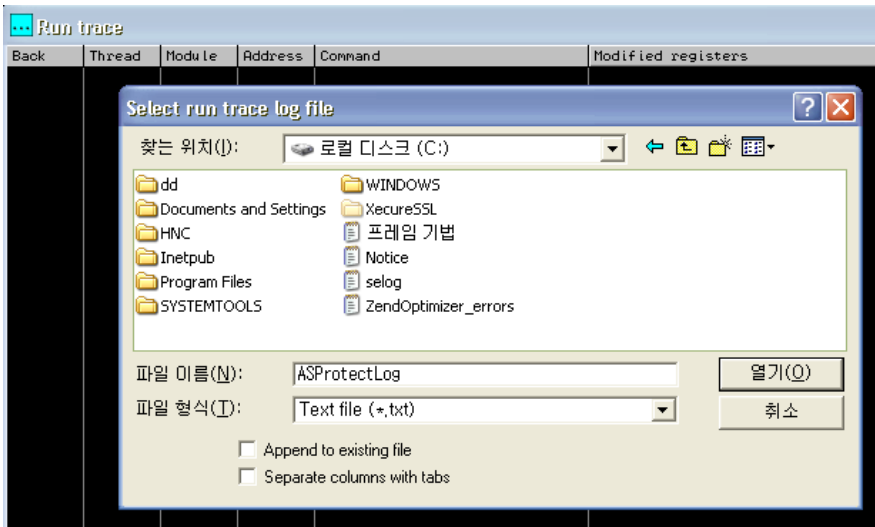 Run trace
Back Thread Module Address Command Modified registers
Select run trace log file
찾는 위치(I): 로컬 디스크 (C:)
dd WINDOWS
Documents and Settings XecureSSL
HNC 프레임 기법
Inetpub Notice
Program Files selog
SYSTEMTOOLS ZendOptimizer_errors
파일 이름(N): ASProtectLog 열기(O)
파일 형식(T): Text file (*,txt) 취소
Append to existing file
Separate columns with tabs